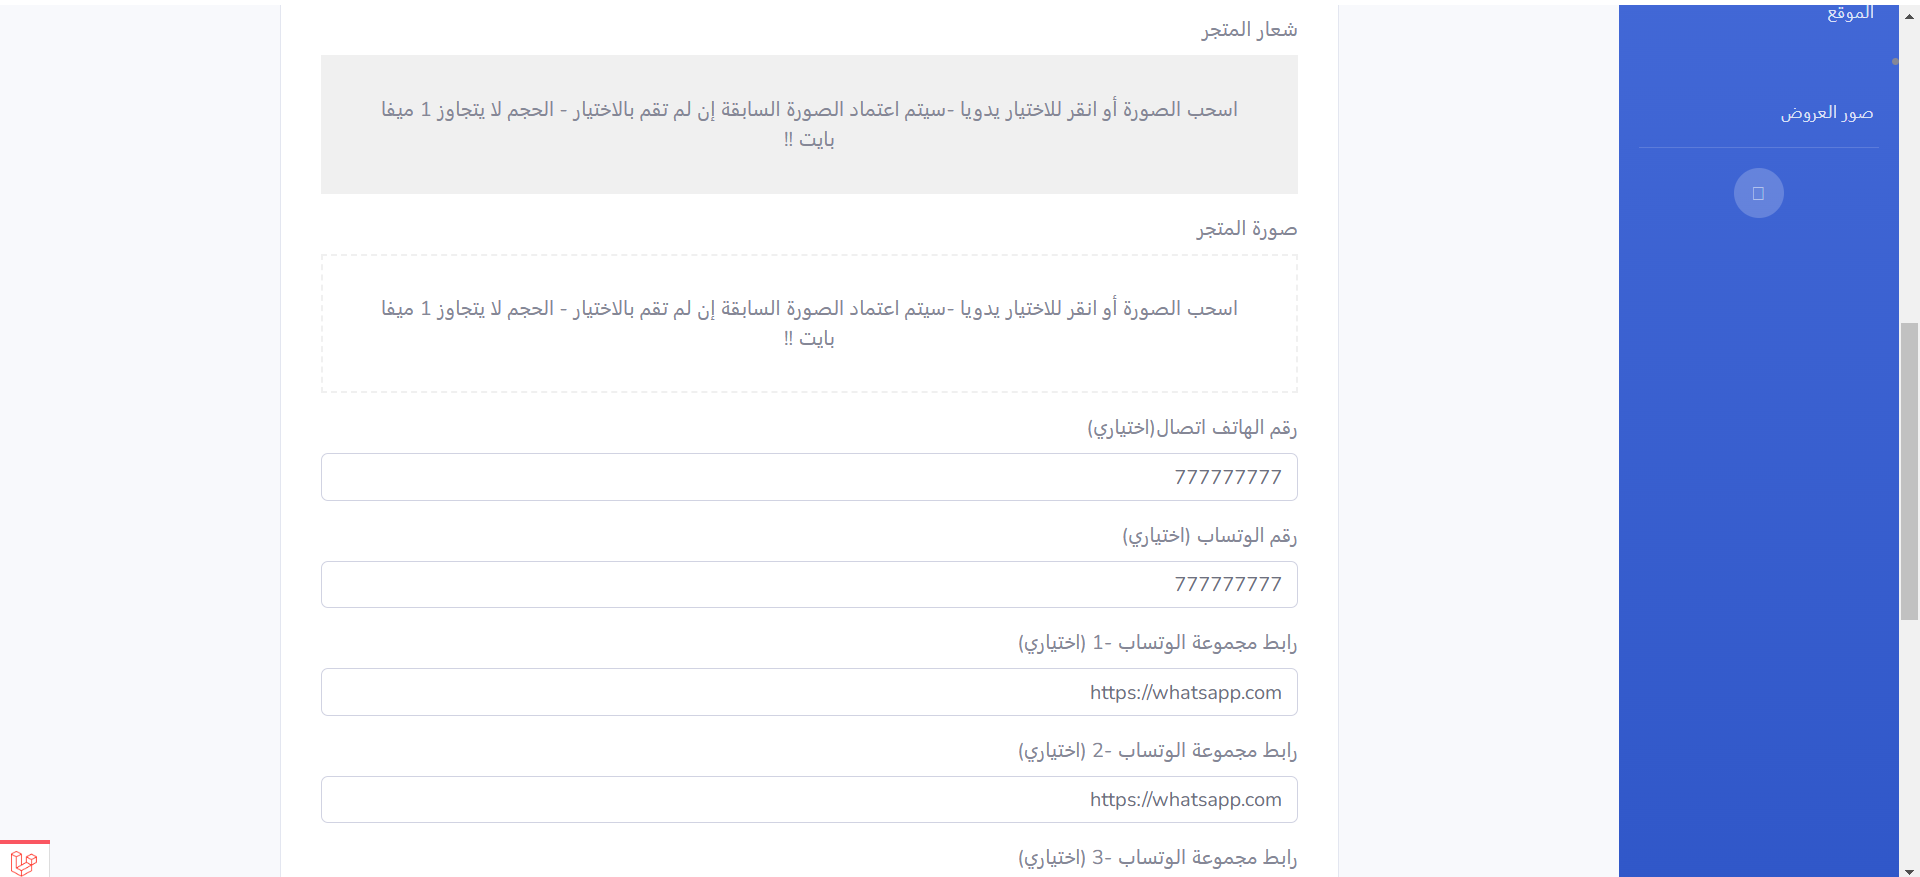 الموقع
صور العروض
شعار المتجر
اسحب الصورة أو انقر للاختيار يدويا -سيتم اعتماد الصورة السابقة إن لم تقم بالاختيار - الحجم لا يتجاوز 1 ميفا
بايت !!
صورة المتجر
اسحب الصورة أو انقر للاختيار يدويا -سيتم اعتماد الصورة السابقة إن لم تقم بالاختيار - الحجم لا يتجاوز 1 ميفا
بايت !!
رقم الهاتف اتصال(اختياري)
777777777
رقم الوتساب (اختياري)
777777777
رابط مجموعة الوتساب -1 (اختياري)
https://whatsapp.com
رابط مجموعة الوتساب -2 (اختياري)
https://whatsapp.com
رابط مجموعة الوتساب -3 (اختياري)